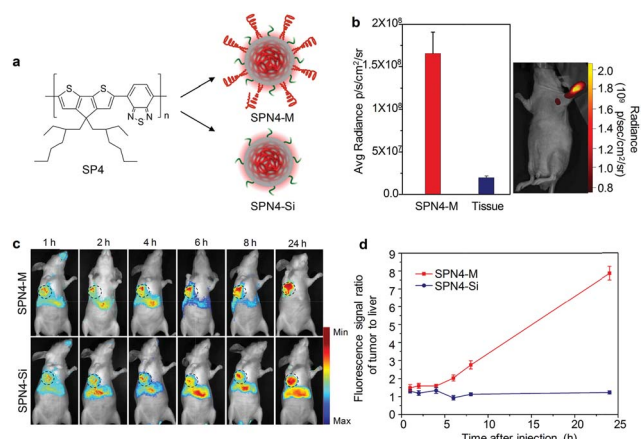 a
S
S
N
S
N
n
SP4
SPN4-M
SPN4-Si
b
Avg Radiance p/s/cm²/sr
2X10⁸
1.5X10⁸
10⁸
5X10⁷
0
SPN4-M
Tissue
2.0
1.8
1.6
1.4
1.2
1.0
0.8
Radiance
(10⁹ p/sec/cm²/sr)
c
1 h
2 h
4 h
6 h
8 h
24 h
SPN4-M
SPN4-Si
Min
Max
d
Fluorescence signal ratio
of tumor to liver
9
8
7
6
5
4
3
2
1
0
SPN4-M
SPN4-Si
0
5
10
15
20
25
Time after injection (h)